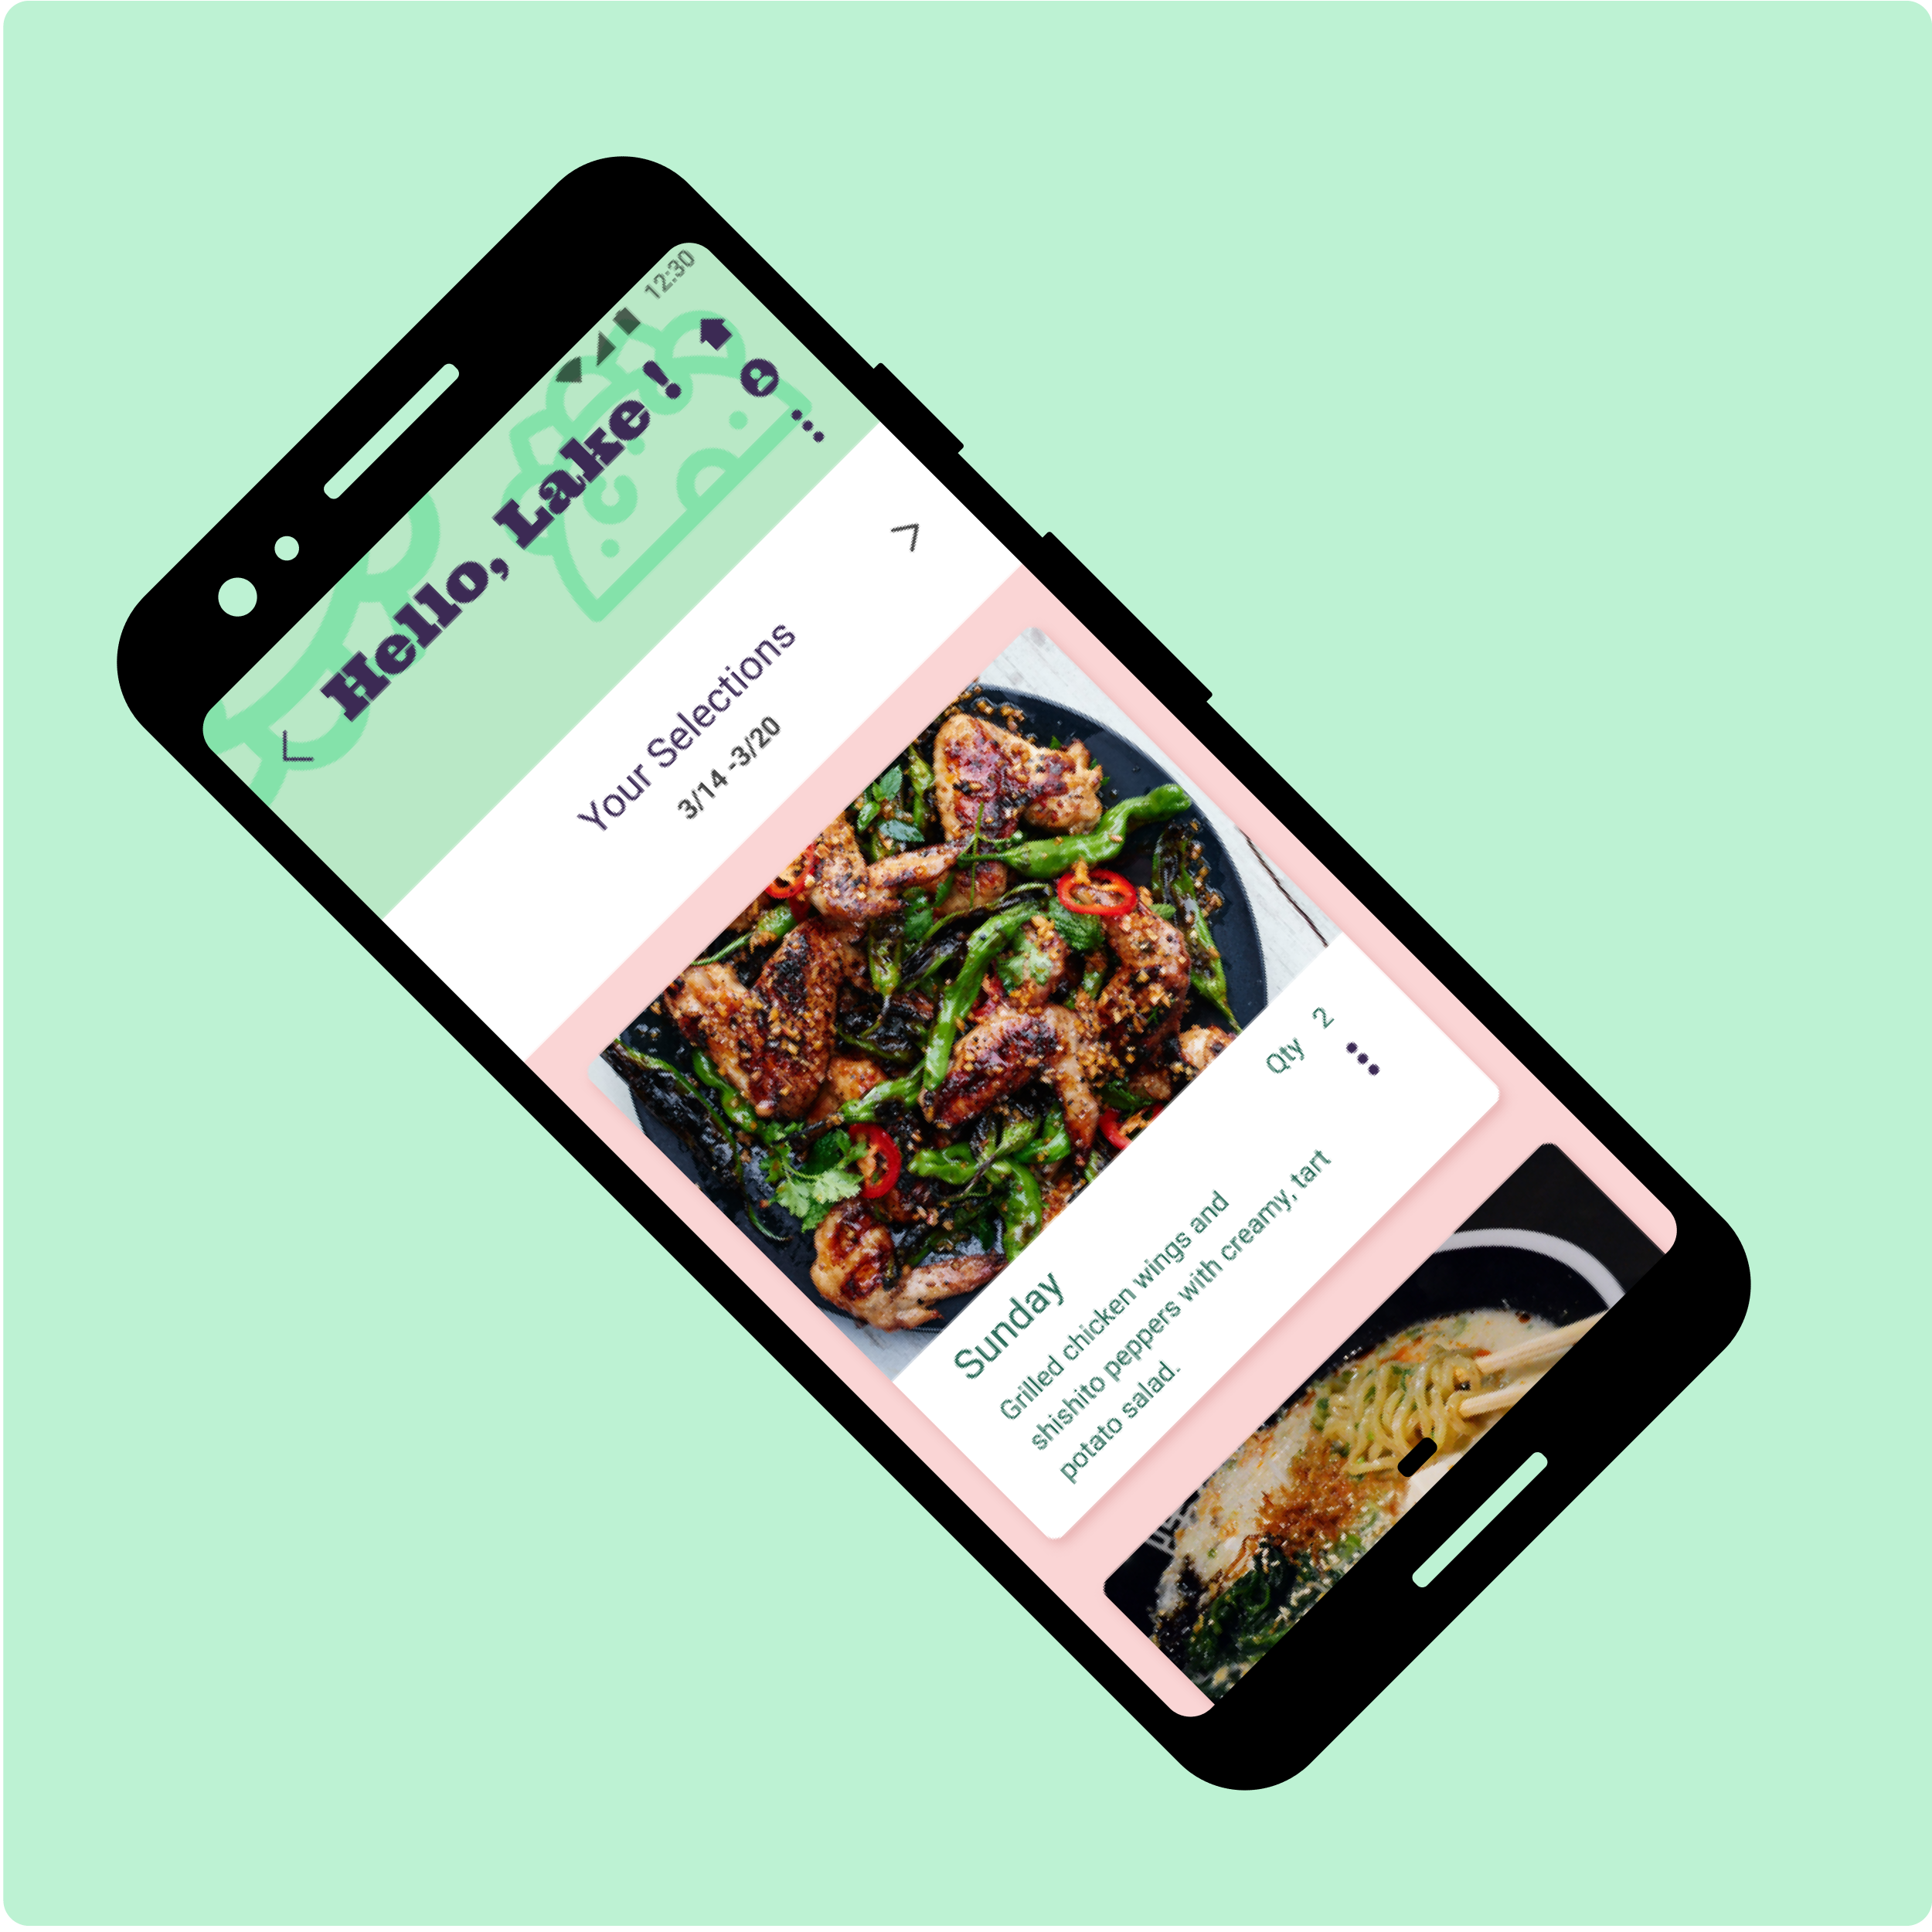 12:30
Hello, Lake!
Your Selections
3/14 -3/20
Qty 2
Sunday
Grilled chicken wings and
shishito peppers with creamy, tart
potato salad.